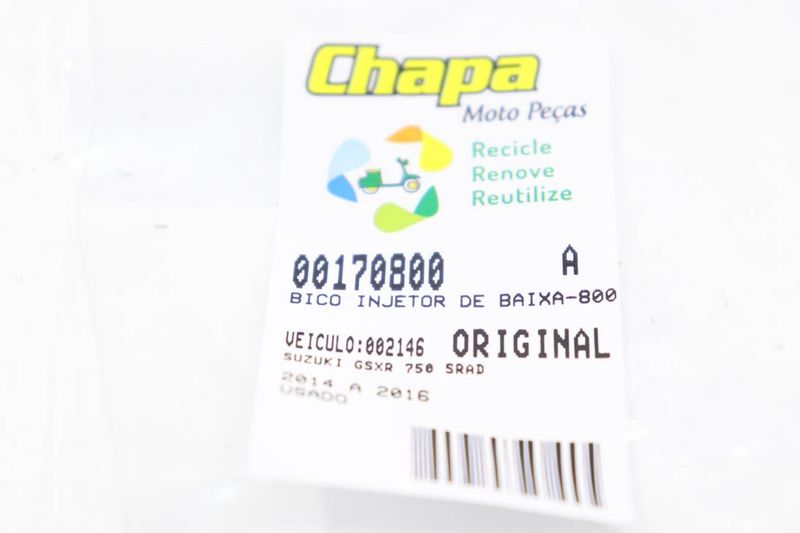 Chapa
Moto Peças
Recicle
Renove
Reutilize
00170800 A
BICO INJETOR DE BAIXA-800
VEICULO:002146 ORIGINAL
SUZUKI GSXR 750 SRAD
2014 A 2016
USADO